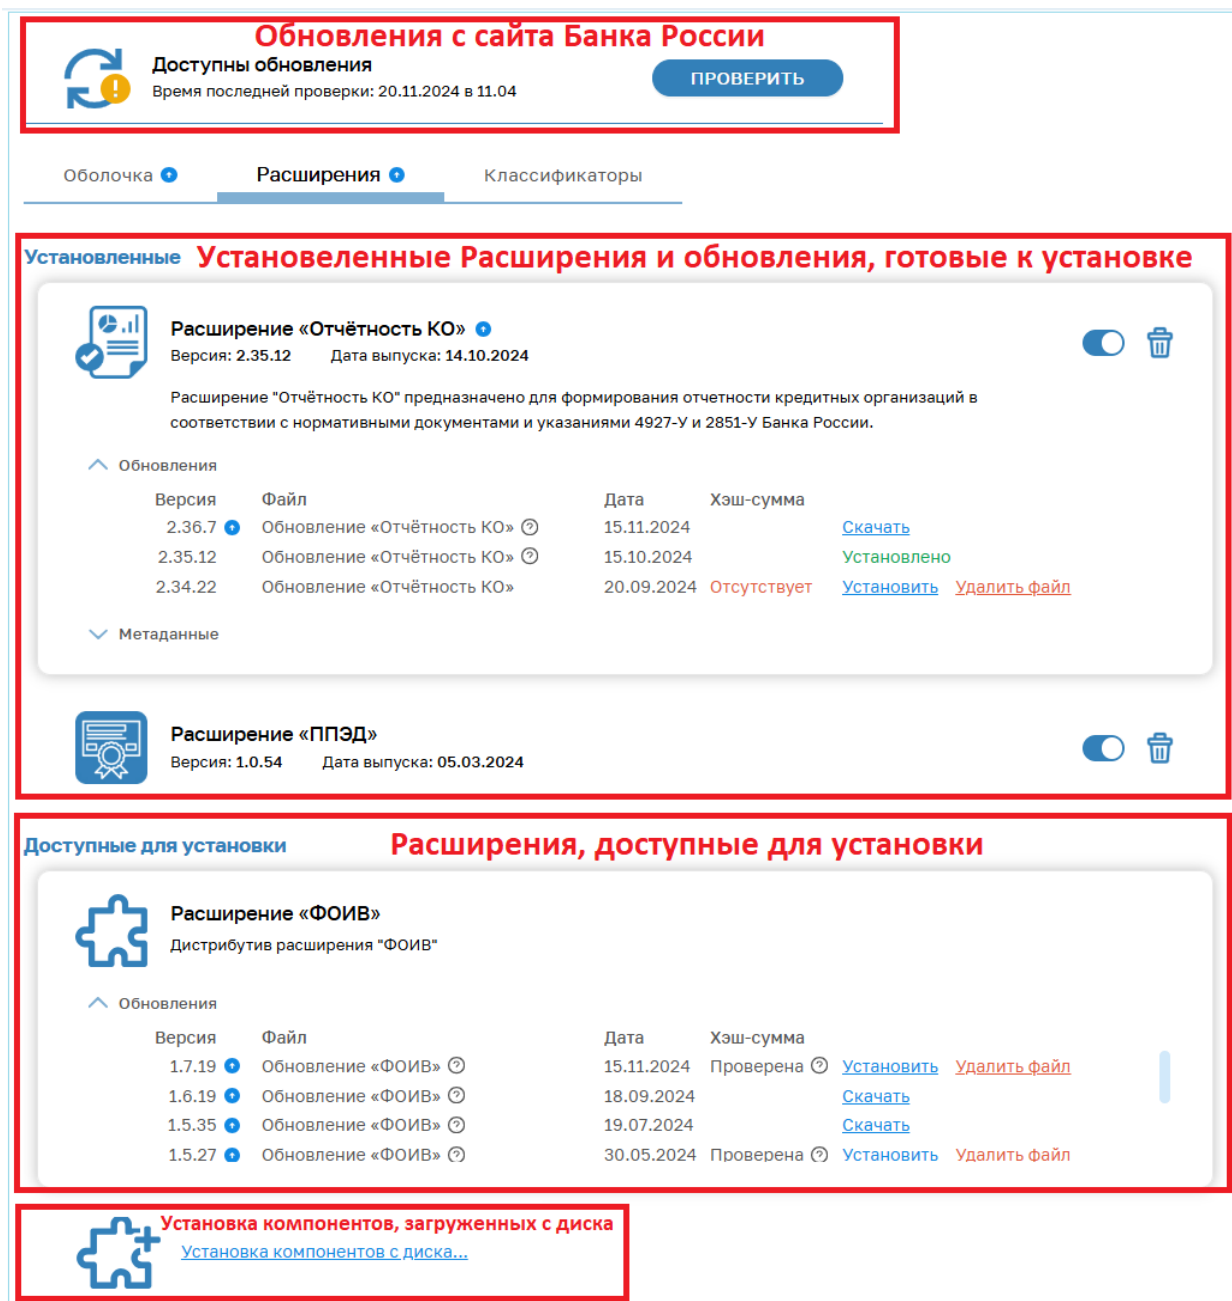 Обновления с сайта Банка России
Доступны обновления
Время последней проверки: 20.11.2024 в 11.04
ПРОВЕРИТЬ
Оболочка Расширения Классификаторы
Установленные Установеленные Расширения и обновления, готовые к установке
Расширение «Отчётность КО»
Версия: 2.35.12 Дата выпуска: 14.10.2024
Расширение "Отчётность КО" предназначено для формирования отчетности кредитных организаций в
соответствии с нормативными документами и указаниями 4927-У и 2851-У Банка России.
Обновления
Версия Файл Дата Хэш-сумма
2.36.7 Обновление «Отчётность КО» ? 15.11.2024 Скачать
2.35.12 Обновление «Отчётность КО» ? 15.10.2024 Установлено
2.34.22 Обновление «Отчётность КО» 20.09.2024 Отсутствует Установить Удалить файл
Метаданные
Расширение «ППЭД»
Версия: 1.0.54 Дата выпуска: 05.03.2024
Доступные для установки Расширения, доступные для установки
Расширение «ФОИВ»
Дистрибутив расширения "ФОИВ"
Обновления
Версия Файл Дата Хэш-сумма
1.7.19 Обновление «ФОИВ» ? 15.11.2024 Проверена ? Установить Удалить файл
1.6.19 Обновление «ФОИВ» ? 18.09.2024 Скачать
1.5.35 Обновление «ФОИВ» ? 19.07.2024 Скачать
1.5.27 Обновление «ФОИВ» ? 30.05.2024 Проверена ? Установить Удалить файл
Установка компонентов, загруженных с диска
Установка компонентов с диска...